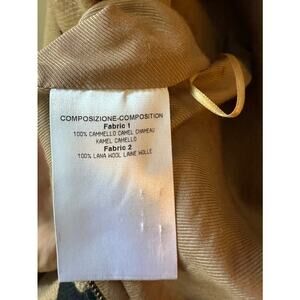 COMPOSIZIONE-COMPOSITION
Fabric 1
100% CAMMELLO CAMEL CHAMEAU
KAMEL CAMELLO
Fabric 2
100% LANA WOOL LAINE WOLLE